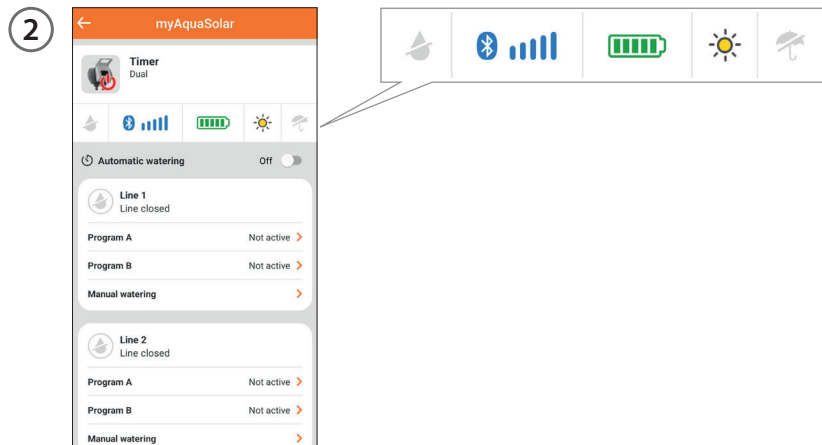 2
myAquaSolar
Timer
Dual
Automatic watering Off
Line 1
Line closed
Program A Not active
Program B Not active
Manual watering
Line 2
Line closed
Program A Not active
Program B Not active
Manual watering